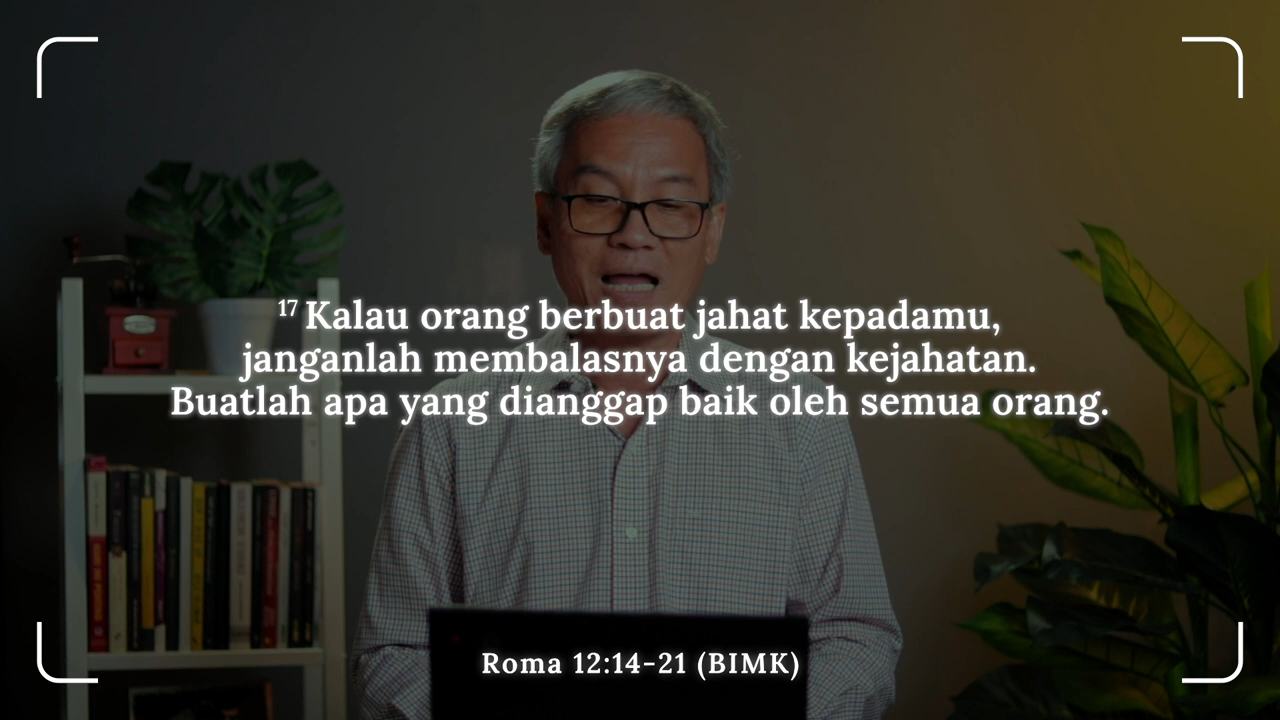 17 Kalau orang berbuat jahat kepadamu,
janganlah membalasnya dengan kejahatan.
Buatlah apa yang dianggap baik oleh semua orang.
Roma 12:14-21 (BIMK)